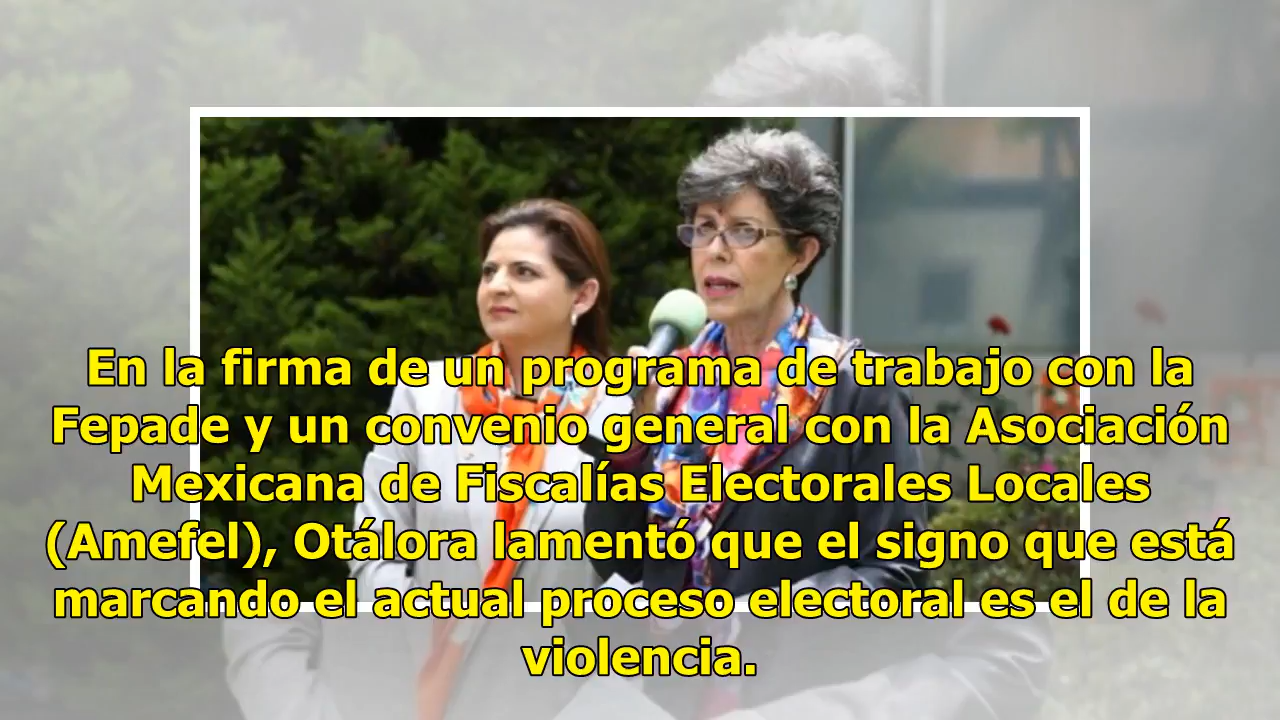 En la firma de un programa de trabajo con la
Fepade y un convenio general con la Asociación
Mexicana de Fiscalías Electorales Locales
(Amefel), Otálora lamentó que el signo que está
marcando el actual proceso electoral es el de la
violencia.